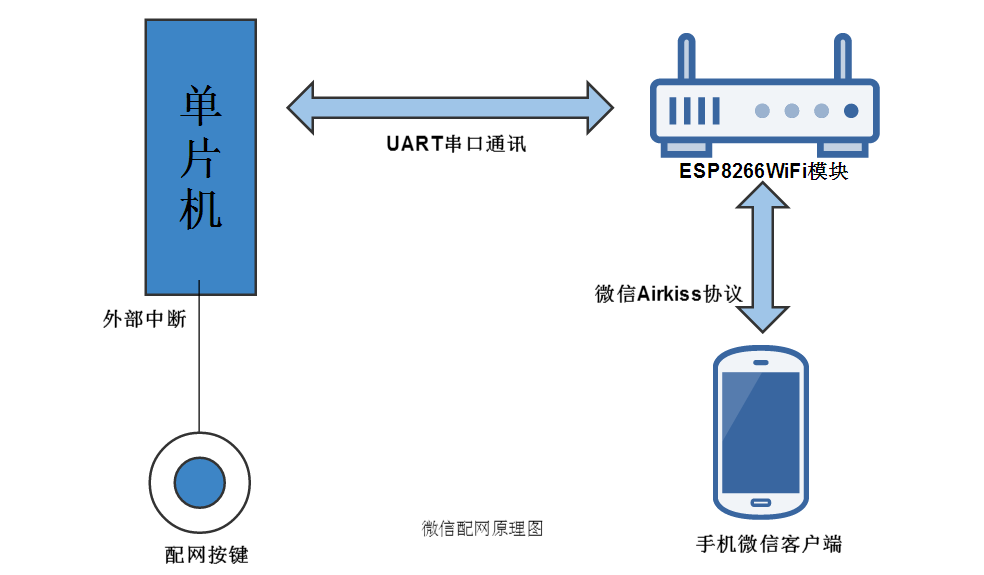 单片机
UART串口通讯
ESP8266WiFi模块
微信Airkiss协议
外部中断
配网按键
微信配网原理图
手机微信客户端